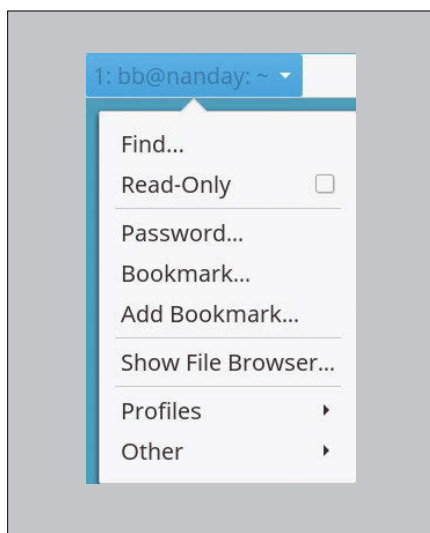 1: bb@nanday: ~
Find...
Read-Only
Password...
Bookmark...
Add Bookmark...
Show File Browser...
Profiles
Other